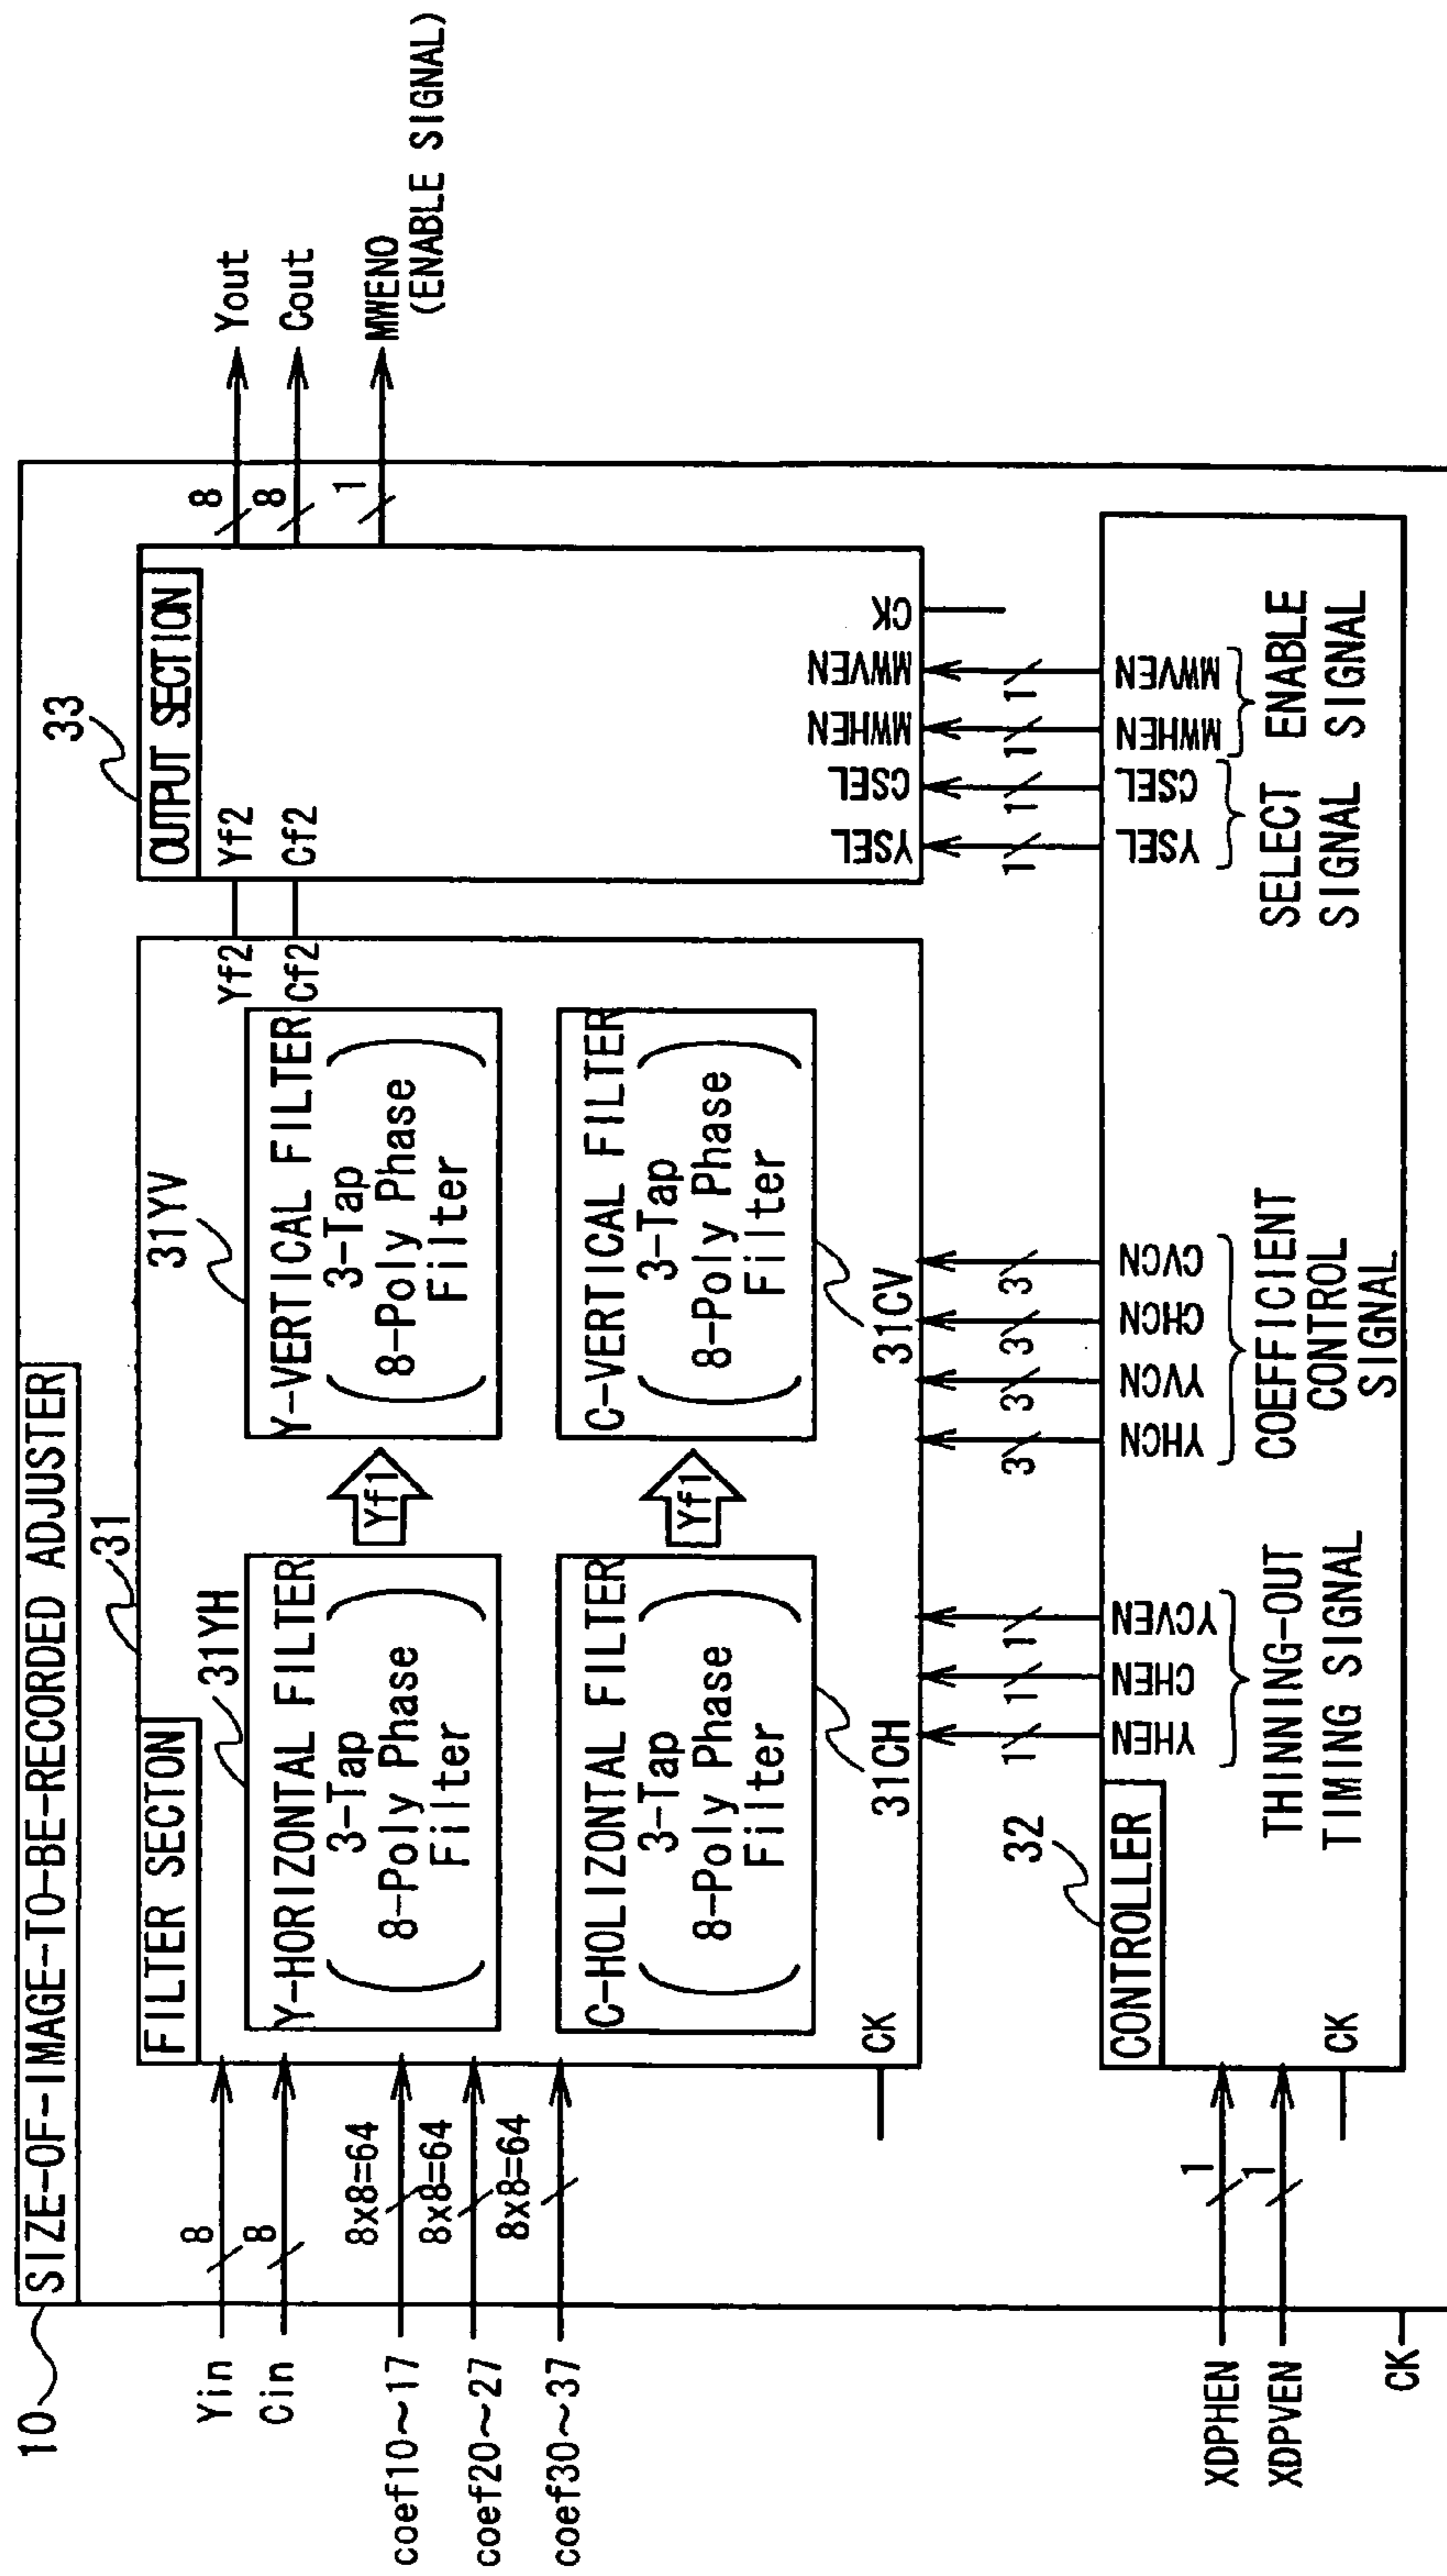 10
SIZE-OF-IMAGE-TO-BE-RECORDED ADJUSTER
31
33
FILTER SECTION
OUTPUT SECTION
31YH
31YV
Yin
8
Cin
8
coef10~17
8x8=64
coef20~27
8x8=64
coef30~37
8x8=64
Y-HORIZONTAL FILTER
3-Tap
8-Poly Phase
Filter
Yf1
Y-VERTICAL FILTER
3-Tap
8-Poly Phase
Filter
C-HOLIZONTAL FILTER
3-Tap
8-Poly Phase
Filter
Yf1
C-VERTICAL FILTER
3-Tap
8-Poly Phase
Filter
31CH
31CV
CK
Yf2
Cf2
Yf2
Cf2
8
Yout
8
Cout
1
MWENO
(ENABLE SIGNAL)
YSEL
CSEL
MWHEN
MWVEN
CK
1
1
1
3
3
3
3
1
1
1
1
32
CONTROLLER
YHEN
CHEN
YCVEN
THINNING-OUT
TIMING SIGNAL
YHCN
YVCN
CHCN
CVCN
COEFFICIENT
CONTROL
SIGNAL
YSEL
CSEL
SELECT
SIGNAL
MWHEN
MWVEN
ENABLE
SIGNAL
XDPHEN
1
XDPVEN
1
CK
CK